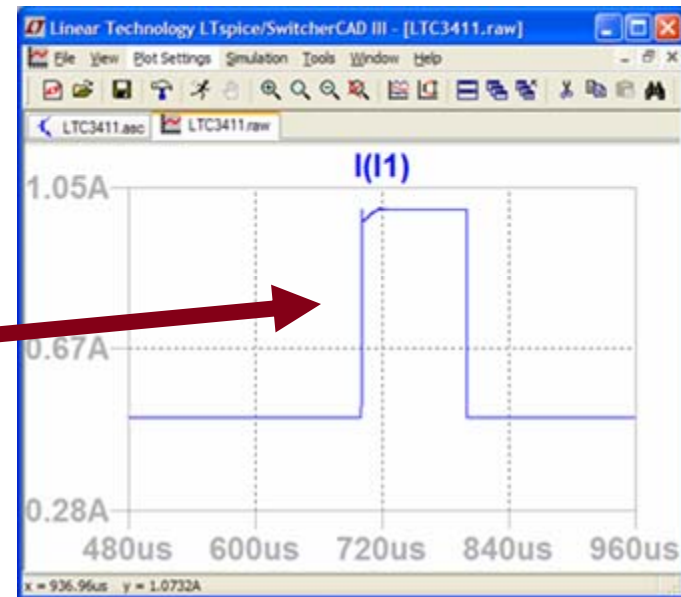 Linear Technology LTspice/SwitcherCAD III - [LTC3411.raw]
File View Plot Settings Simulation Tools Window Help
LTC3411.asc LTC3411.raw
I(I1)
1.05A
0.67A
0.28A
480us 600us 720us 840us 960us
x = 936.96us y = 1.0732A